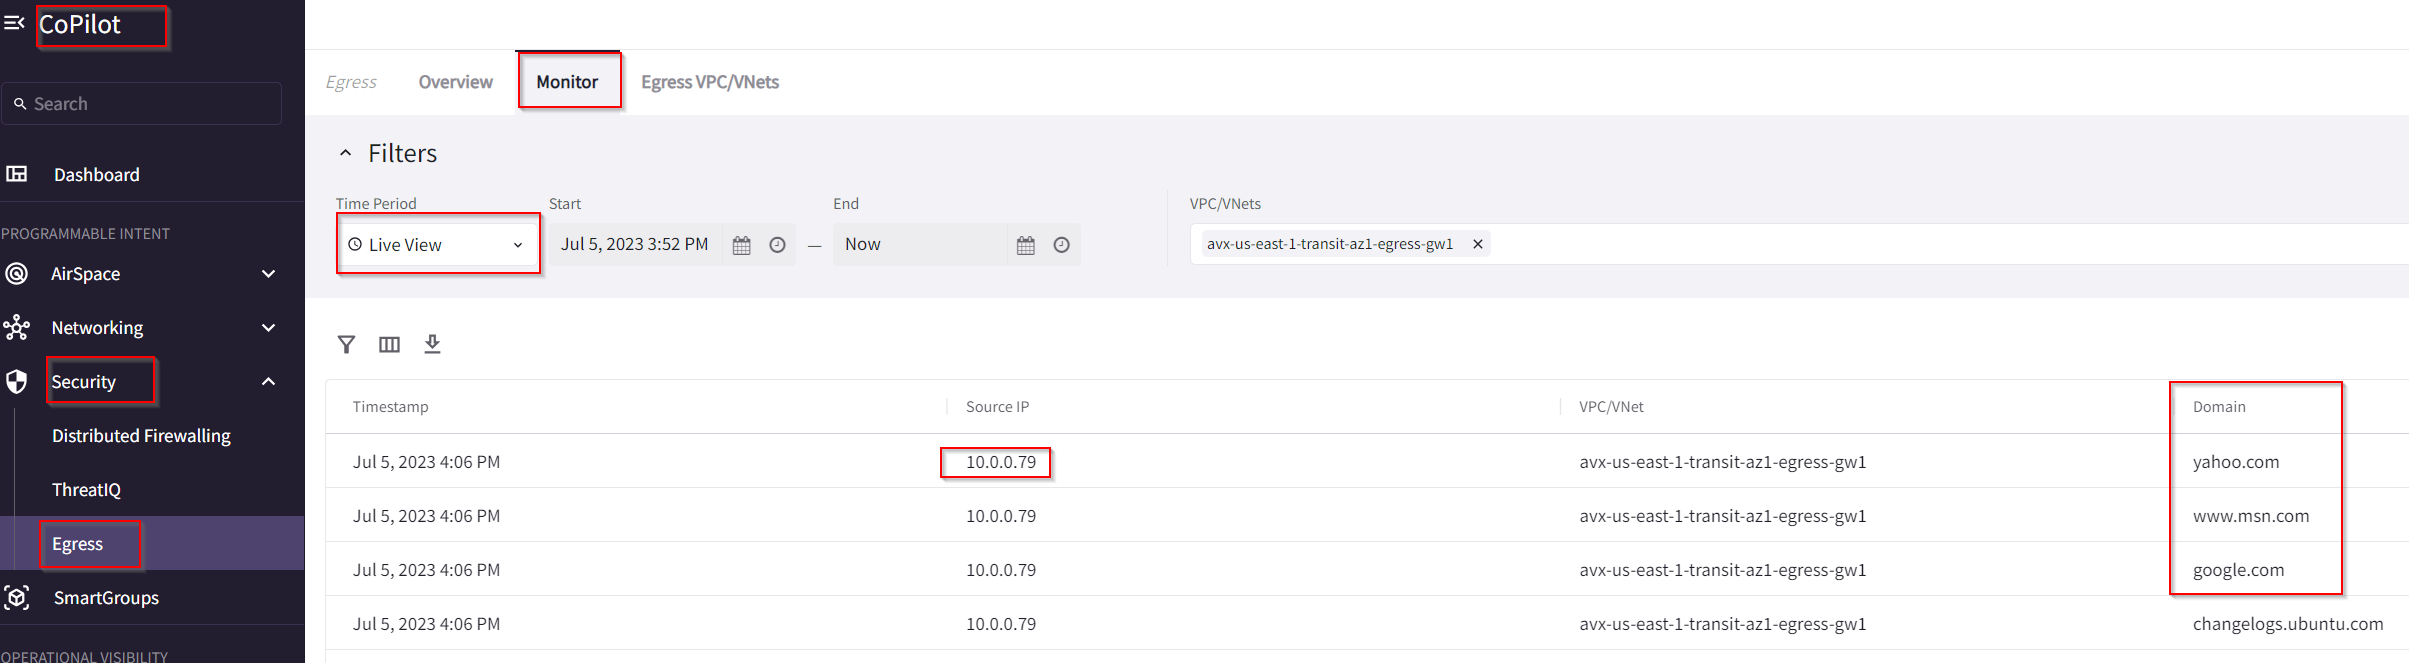 CoPilot
Search
Dashboard
PROGRAMMABLE INTENT
AirSpace
Networking
Security
Distributed Firewalling
ThreatIQ
Egress
SmartGroups
OPERATIONAL VISIBILITY
Egress Overview Monitor Egress VPC/VNets
Filters
Time Period Start End VPC/VNets
Live View Jul 5, 2023 3:52 PM — Now avx-us-east-1-transit-az1-egress-gw1 ×
Timestamp Source IP VPC/VNet Domain
Jul 5, 2023 4:06 PM 10.0.0.79 avx-us-east-1-transit-az1-egress-gw1 yahoo.com
Jul 5, 2023 4:06 PM 10.0.0.79 avx-us-east-1-transit-az1-egress-gw1 www.msn.com
Jul 5, 2023 4:06 PM 10.0.0.79 avx-us-east-1-transit-az1-egress-gw1 google.com
Jul 5, 2023 4:06 PM 10.0.0.79 avx-us-east-1-transit-az1-egress-gw1 changelogs.ubuntu.com